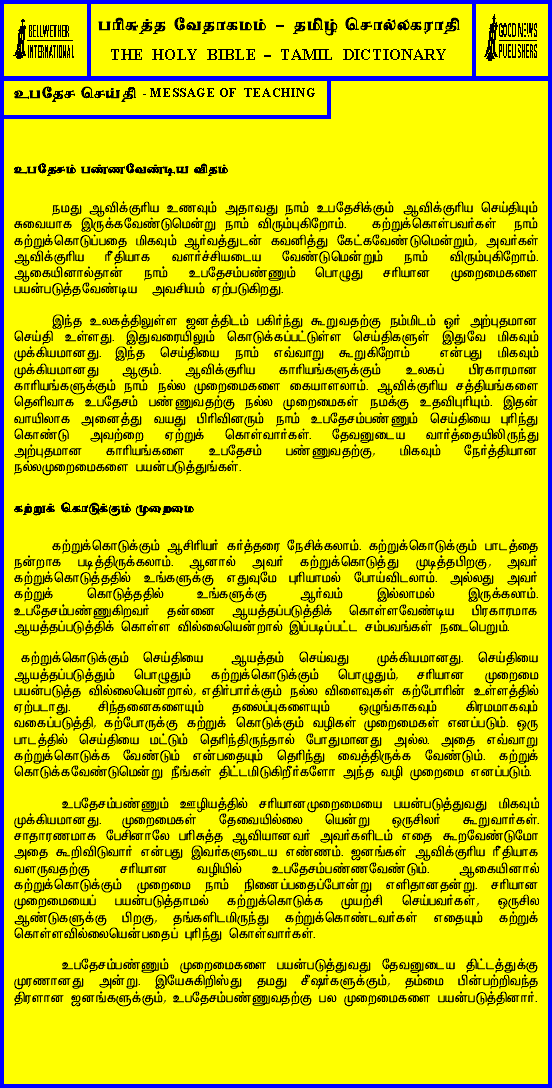 BELLWETHER
INTERNATIONAL
பரிசுத்த வேதாகமம் – தமிழ் சொல்லகராதி
THE HOLY BIBLE – TAMIL DICTIONARY
GOOD NEWS
PUBLISHERS
உபதேச செய்தி - MESSAGE OF TEACHING
உபதேசம் பண்ணவேண்டிய விதம்
நமது ஆவிக்குரிய உணவும் அதாவது நாம் உபதேசிக்கும் ஆவிக்குரிய செய்தியும்
சுவையாக இருக்கவேண்டுமென்று நாம் விரும்புகிறோம். கற்றுக்கொள்பவர்கள் நாம்
கற்றுக்கொடுப்பதை மிகவும் ஆர்வத்துடன் கவனித்து கேட்கவேண்டுமென்றும், அவர்கள்
ஆவிக்குரிய ரீதியாக வளர்ச்சியடைய வேண்டுமென்றும் நாம் விரும்புகிறோம்.
ஆகையினால்தான் நாம் உபதேசம்பண்ணும் பொழுது சரியான முறைமைகளை
பயன்படுத்தவேண்டிய அவசியம் ஏற்படுகிறது.
இந்த உலகத்திலுள்ள ஜனத்திடம் பகிர்ந்து கூறுவதற்கு நம்மிடம் ஓர் அற்புதமான
செய்தி உள்ளது. இதுவரையிலும் கொடுக்கப்பட்டுள்ள செய்திகளுள் இதுவே மிகவும்
முக்கியமானது. இந்த செய்தியை நாம் எவ்வாறு கூறுகிறோம் என்பது மிகவும்
முக்கியமானது ஆகும். ஆவிக்குரிய காரியங்களுக்கும் உலகப் பிரகாரமான
காரியங்களுக்கும் நாம் நல்ல முறைமைகளை கையாளலாம். ஆவிக்குரிய சத்தியங்களை
தெளிவாக உபதேசம் பண்ணுவதற்கு நல்ல முறைமைகள் நமக்கு உதவிபுரியும். இதன்
வாயிலாக அனைத்து வயது பிரிவினரும் நாம் உபதேசம்பண்ணும் செய்தியை புரிந்து
கொண்டு அவற்றை ஏற்றுக் கொள்வார்கள். தேவனுடைய வார்த்தையிலிருந்து
அற்புதமான காரியங்களை உபதேசம் பண்ணுவதற்கு, மிகவும் நேர்த்தியான
நல்லமுறைமைகளை பயன்படுத்துங்கள்.
கற்றுக் கொடுக்கும் முறைமை
கற்றுக்கொடுக்கும் ஆசிரியர் கர்த்தரை நேசிக்கலாம். கற்றுக்கொடுக்கும் பாடத்தை
நன்றாக படித்திருக்கலாம். ஆனால் அவர் கற்றுக்கொடுத்து முடித்தபிறகு, அவர்
கற்றுக்கொடுத்ததில் உங்களுக்கு எதுவுமே புரியாமல் போய்விடலாம். அல்லது அவர்
கற்றுக் கொடுத்ததில் உங்களுக்கு ஆர்வம் இல்லாமல் இருக்கலாம்.
உபதேசம்பண்ணுகிறவர் தன்னை ஆயத்தப்படுத்திக் கொள்ளவேண்டிய பிரகாரமாக
ஆயத்தப்படுத்திக் கொள்ள வில்லையென்றால் இப்படிப்பட்ட சம்பவங்கள் நடைபெறும்.
கற்றுக்கொடுக்கும் செய்தியை ஆயத்தம் செய்வது முக்கியமானது. செய்தியை
ஆயத்தப்படுத்தும் பொழுதும் கற்றுக்கொடுக்கும் பொழுதும், சரியான முறைமை
பயன்படுத்த வில்லையென்றால், எதிர்பார்க்கும் நல்ல விளைவுகள் கற்போரின் உள்ளத்தில்
ஏற்படாது. சிந்தனைகளையும் தலைப்புகளையும் ஒழுங்காகவும் கிரமமாகவும்
வகைப்படுத்தி, கற்போருக்கு கற்றுக் கொடுக்கும் வழிகள் முறைமைகள் எனப்படும். ஒரு
பாடத்தில் செய்தியை மட்டும் தெரிந்திருந்தால் போதுமானது அல்ல. அதை எவ்வாறு
கற்றுக்கொடுக்க வேண்டும் என்பதையும் தெரிந்து வைத்திருக்க வேண்டும். கற்றுக்
கொடுக்கவேண்டுமென்று நீங்கள் திட்டமிடுகிறீர்களோ அந்த வழி முறைமை எனப்படும்.
உபதேசம்பண்ணும் ஊழியத்தில் சரியானமுறைமையை பயன்படுத்துவது மிகவும்
முக்கியமானது. முறைமைகள் தேவையில்லை யென்று ஒருசிலர் கூறுவார்கள்.
சாதாரணமாக பேசினாலே பரிசுத்த ஆவியானவர் அவர்களிடம் எதை கூறவேண்டுமோ
அதை கூறிவிடுவார் என்பது இவர்களுடைய எண்ணம். ஜனங்கள் ஆவிக்குரிய ரீதியாக
வளருவதற்கு சரியான வழியில் உபதேசம்பண்ணவேண்டும். ஆகையினால்
கற்றுக்கொடுக்கும் முறைமை நாம் நினைப்பதைப்போன்று எளிதானதன்று. சரியான
முறைமையைப் பயன்படுத்தாமல் கற்றுக்கொடுக்க முயற்சி செய்பவர்கள், ஒருசில
ஆண்டுகளுக்கு பிறகு, தங்களிடமிருந்து கற்றுக்கொண்டவர்கள் எதையும் கற்றுக்
கொள்ளவில்லையென்பதைப் புரிந்து கொள்வார்கள்.
உபதேசம்பண்ணும் முறைமைகளை பயன்படுத்துவது தேவனுடைய திட்டத்துக்கு
முரணானது அன்று. இயேசுகிறிஸ்து தமது சீஷர்களுக்கும், தம்மை பின்பற்றிவந்த
திரளான ஜனங்களுக்கும், உபதேசம்பண்ணுவதற்கு பல முறைமைகளை பயன்படுத்தினார்.